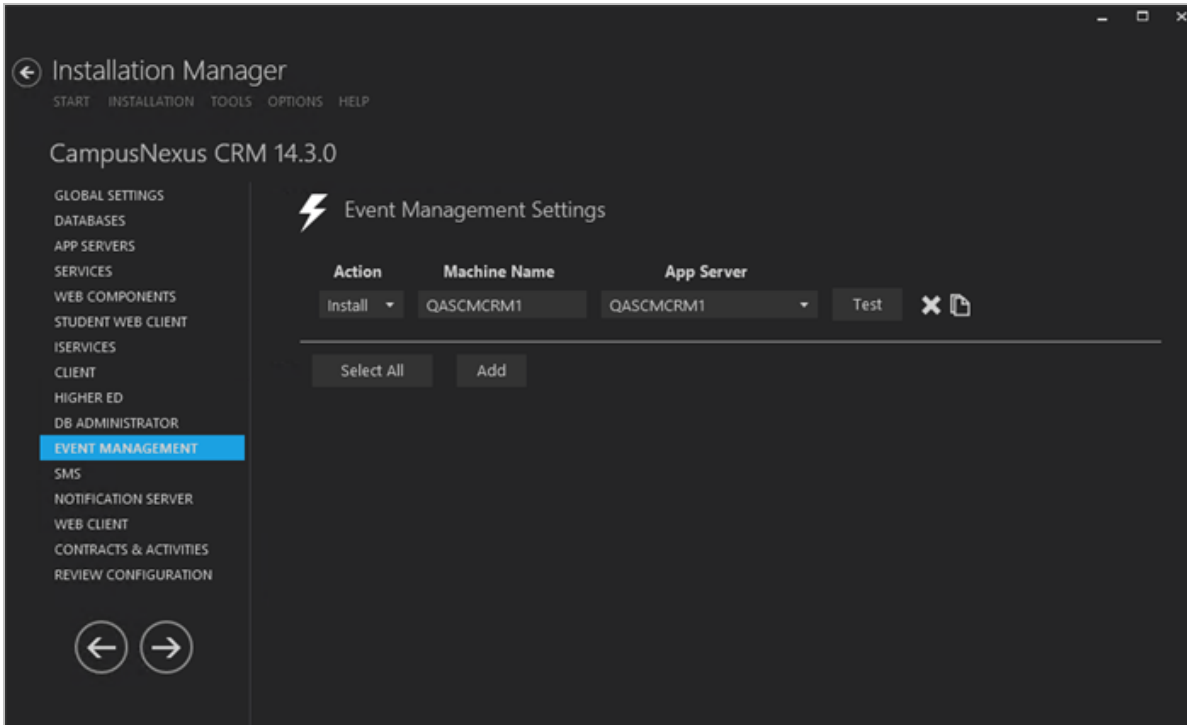 Installation Manager
START INSTALLATION TOOLS OPTIONS HELP
CampusNexus CRM 14.3.0
GLOBAL SETTINGS
DATABASES
APP SERVERS
SERVICES
WEB COMPONENTS
STUDENT WEB CLIENT
ISERVICES
CLIENT
HIGHER ED
DB ADMINISTRATOR
EVENT MANAGEMENT
SMS
NOTIFICATION SERVER
WEB CLIENT
CONTRACTS & ACTIVITIES
REVIEW CONFIGURATION
Event Management Settings
Action Machine Name App Server
Install QASCMCRM1 QASCMCRM1 Test
Select All Add